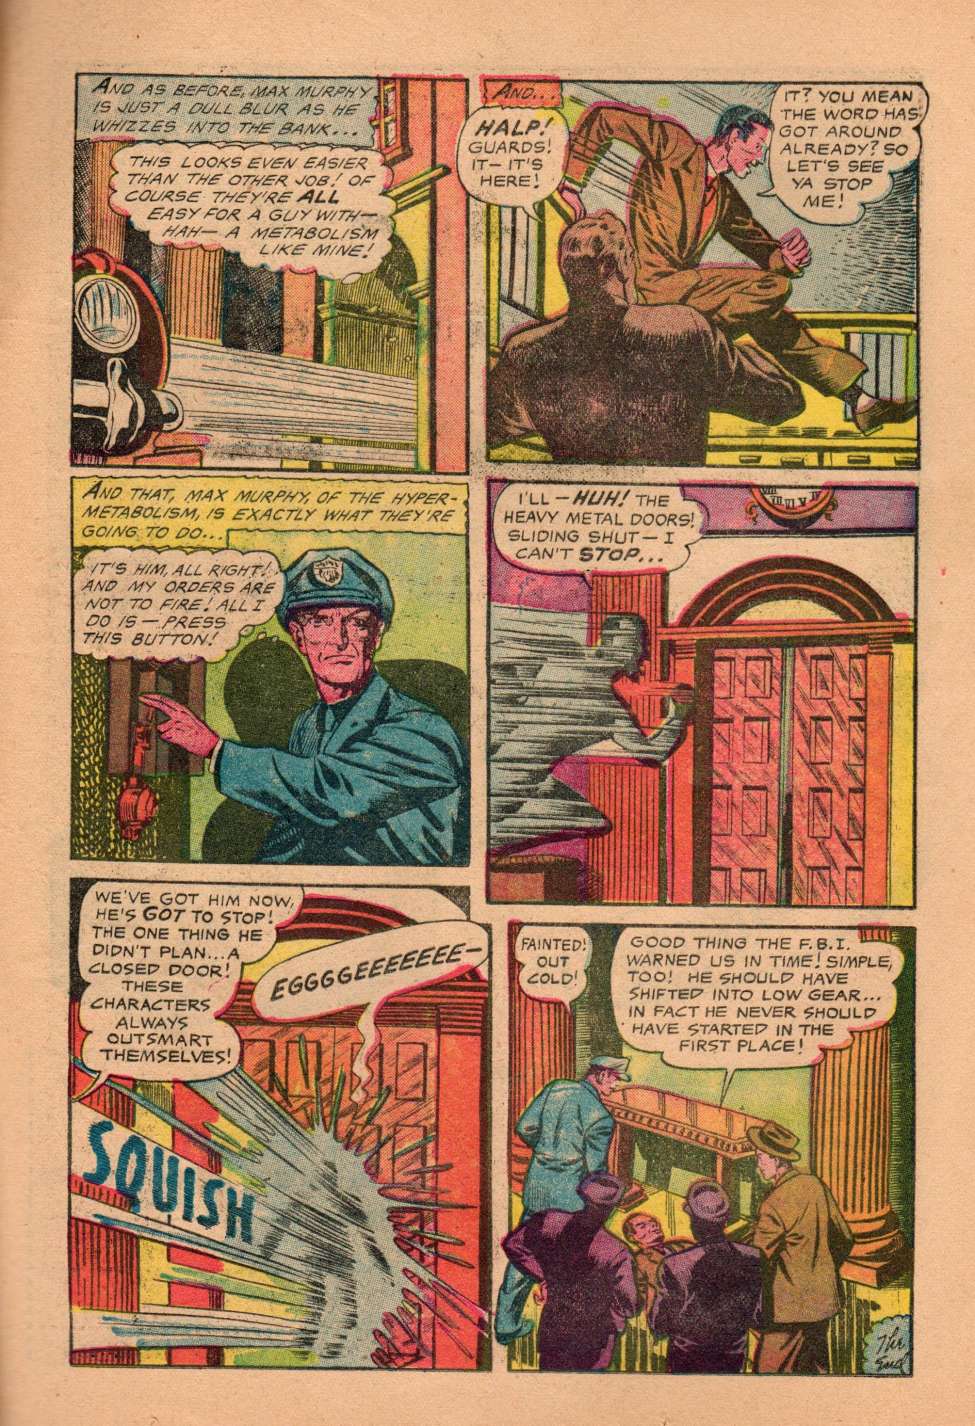 AND AS BEFORE, MAX MURPHY
IS JUST A DULL BLUR AS HE
WHIZZES INTO THE BANK...
THIS LOOKS EVEN EASIER
THAN THE OTHER JOB! OF
COURSE THEY'RE ALL
EASY FOR A GUY WITH—
HAH— A METABOLISM
LIKE MINE!
AND...
HALP!
GUARDS!
IT— IT'S
HERE!
IT? YOU MEAN
THE WORD HAS
GOT AROUND
ALREADY? SO
LET'S SEE
YA STOP
ME!
AND THAT, MAX MURPHY, OF THE HYPER-
METABOLISM, IS EXACTLY WHAT THEY'RE
GOING TO DO...
IT'S HIM, ALL RIGHT!
AND MY ORDERS ARE
NOT TO FIRE! ALL I
DO IS — PRESS
THIS BUTTON!
I'LL — HUH! THE
HEAVY METAL DOORS!
SLIDING SHUT— I
CAN'T STOP...
WE'VE GOT HIM NOW,
HE'S GOT TO STOP!
THE ONE THING HE
DIDN'T PLAN...A
CLOSED DOOR!
THESE
CHARACTERS
ALWAYS
OUTSMART
THEMSELVES!
EGGGGEEEEEEE—
SQUISH
FAINTED!
OUT
COLD!
GOOD THING THE F.B.I.
WARNED US IN TIME! SIMPLE,
TOO! HE SHOULD HAVE
SHIFTED INTO LOW GEAR...
IN FACT HE NEVER SHOULD
HAVE STARTED IN THE
FIRST PLACE!
The
End